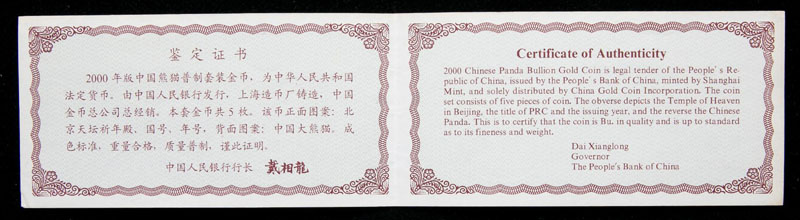 鉴定证书
2000年版中国熊猫普制套装金币，为中华人民共和国
法定货币。由中国人民银行发行，上海造币厂铸造，中国
金币总公司总经销。本套金币共5枚。该币正面图案：北
京天坛祈年殿、国号、年号，背面图案：中国大熊猫。成
色标准，重量合格，质量普制，谨此证明。
中国人民银行行长 戴相龍
Certificate of Authenticity
2000 Chinese Panda Bullion Gold Coin is legal tender of the People's Re-
public of China, issued by the People's Bank of China, minted by Shanghai
Mint, and solely distributed by China Gold Coin Incorporation. The coin
set consists of five pieces of coin. The obverse depicts the Temple of Heaven
in Beijing, the title of PRC and the issuing year, and the reverse the Chinese
Panda. This is to certify that the coin is Bu. in quality and is up to standard
as to its fineness and weight.
Dai Xianglong
Governor
The People's Bank of China